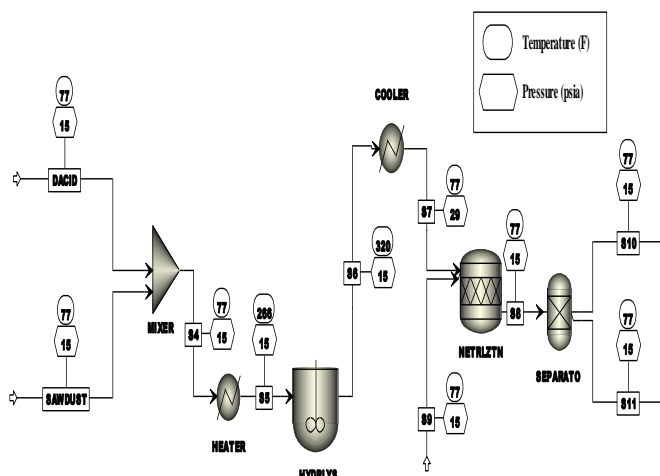 Temperature (F)
Pressure (psia)
COOLER
77
15
DACID
77
15
S10
77
29
S7
77
15
S8
320
15
S6
MIXER
77
15
S4
266
15
S5
77
15
SAWDUST
HEATER
HYDRLYS
NETRLZTN
SEPARATO
77
15
S9
77
15
S11